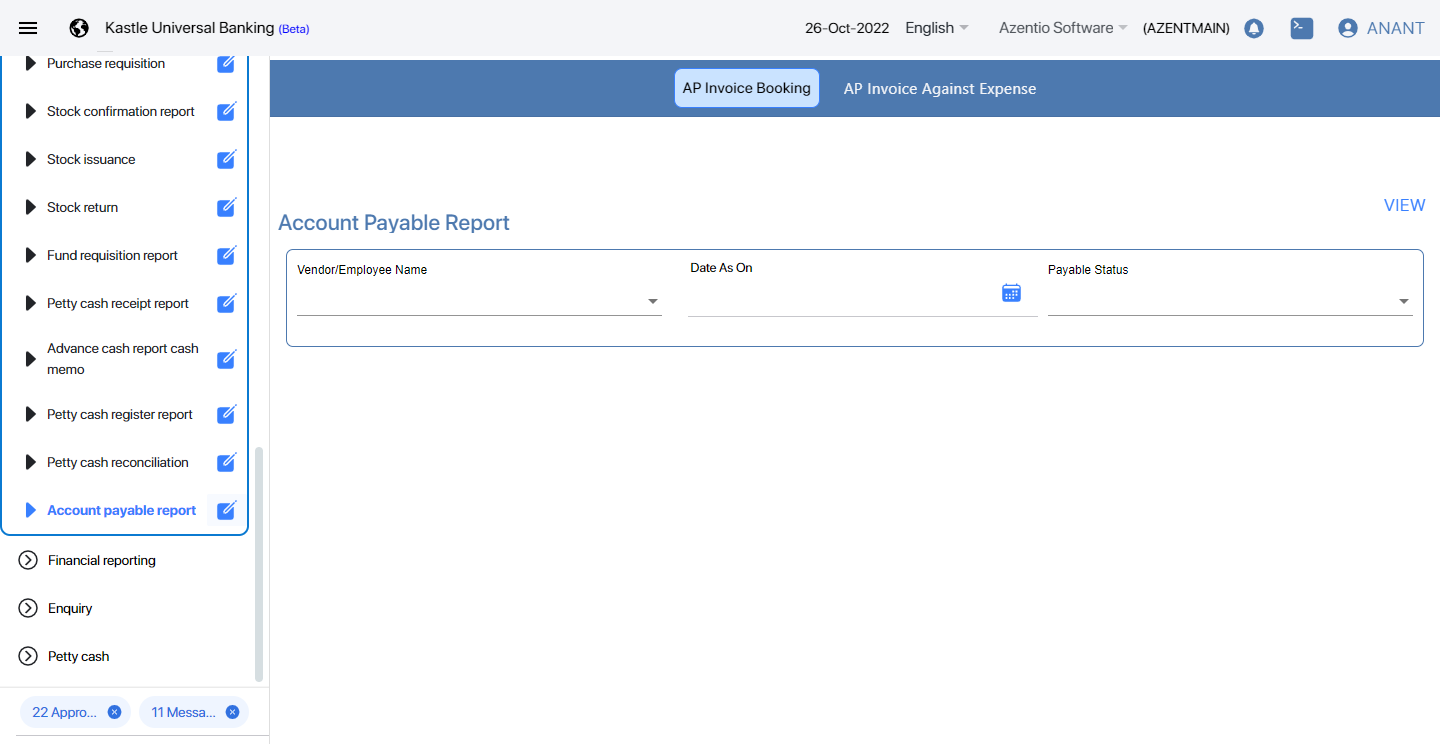 Kastle Universal Banking (Beta)
26-Oct-2022
English
Azentio Software
(AZENTMAIN)
ANANT
Purchase requisition
Stock confirmation report
Stock issuance
Stock return
Fund requisition report
Petty cash receipt report
Advance cash report cash
memo
Petty cash register report
Petty cash reconciliation
Account payable report
Financial reporting
Enquiry
Petty cash
22 Appro...
11 Messa...
AP Invoice Booking
AP Invoice Against Expense
VIEW
Account Payable Report
Vendor/Employee Name
Date As On
Payable Status